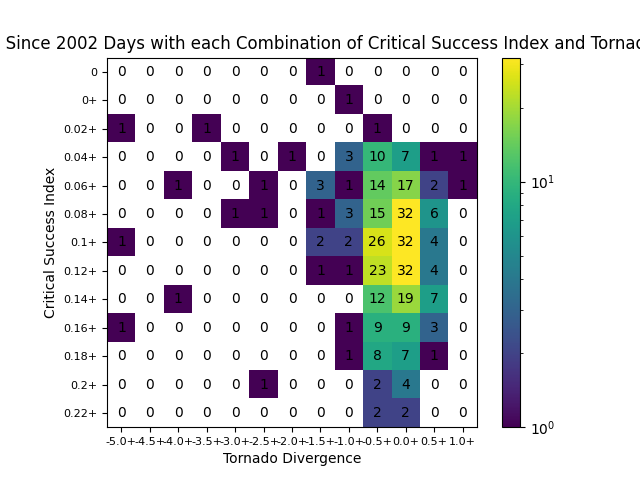 Since 2002 Days with each Combination of Critical Success Index and
0 0 0 0 0 0 0 0 1 0 0 0 0 0
0+ 0 0 0 0 0 0 0 0 1 0 0 0 0
0.02+ 1 0 0 1 0 0 0 0 0 1 0 0 0
0.04+ 0 0 0 0 1 0 1 0 3 10 7 1 1
0.06+ 0 0 1 0 0 1 0 3 1 14 17 2 1
0.08+ 0 0 0 0 1 1 0 1 3 15 32 6 0
0.1+ 1 0 0 0 0 0 0 2 2 26 32 4 0
0.12+ 0 0 0 0 0 0 0 1 1 23 32 4 0
0.14+ 0 0 1 0 0 0 0 0 0 12 19 7 0
0.16+ 1 0 0 0 0 0 0 0 1 9 9 3 0
0.18+ 0 0 0 0 0 0 0 0 1 8 7 1 0
0.2+ 0 0 0 0 0 1 0 0 0 2 4 0 0
0.22+ 0 0 0 0 0 0 0 0 0 2 2 0 0
-5.0+ -4.5+ -4.0+ -3.5+ -3.0+ -2.5+ -2.0+ -1.5+ -1.0+ -0.5+ 0.0+ 0.5+ 1.0+
Tornado Divergence
Critical Success Index
10¹
10⁰